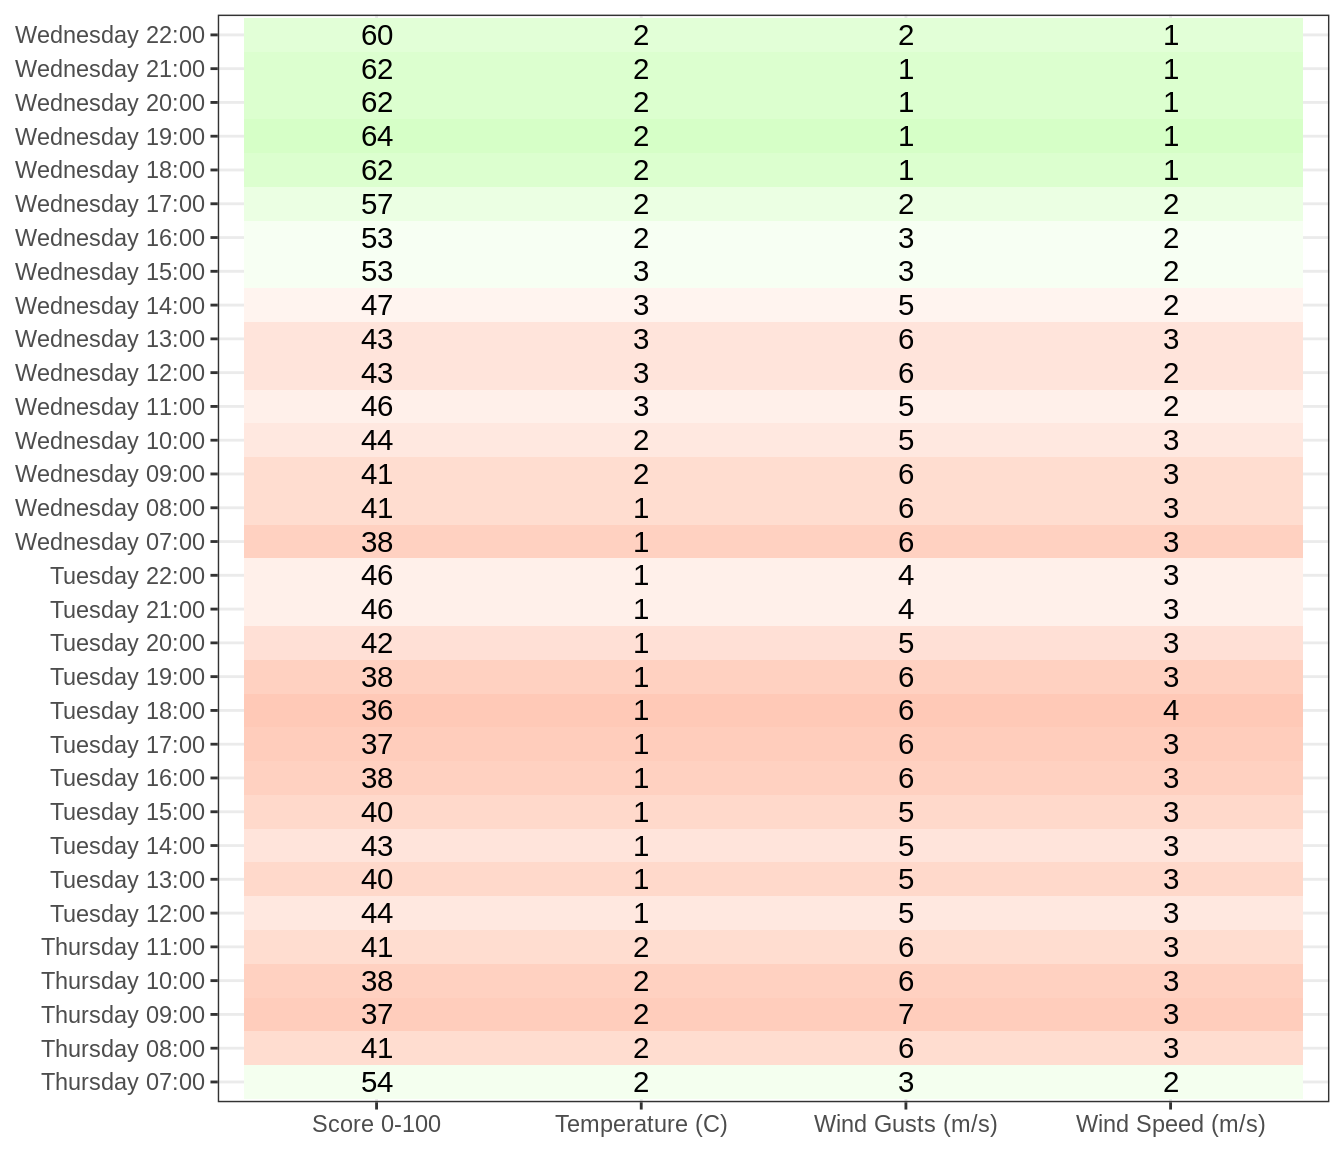 Wednesday 22:00 60 2 2 1
Wednesday 21:00 62 2 1 1
Wednesday 20:00 62 2 1 1
Wednesday 19:00 64 2 1 1
Wednesday 18:00 62 2 1 1
Wednesday 17:00 57 2 2 2
Wednesday 16:00 53 2 3 2
Wednesday 15:00 53 3 3 2
Wednesday 14:00 47 3 5 2
Wednesday 13:00 43 3 6 3
Wednesday 12:00 43 3 6 2
Wednesday 11:00 46 3 5 2
Wednesday 10:00 44 2 5 3
Wednesday 09:00 41 2 6 3
Wednesday 08:00 41 1 6 3
Wednesday 07:00 38 1 6 3
Tuesday 22:00 46 1 4 3
Tuesday 21:00 46 1 4 3
Tuesday 20:00 42 1 5 3
Tuesday 19:00 38 1 6 3
Tuesday 18:00 36 1 6 4
Tuesday 17:00 37 1 6 3
Tuesday 16:00 38 1 6 3
Tuesday 15:00 40 1 5 3
Tuesday 14:00 43 1 5 3
Tuesday 13:00 40 1 5 3
Tuesday 12:00 44 1 5 3
Thursday 11:00 41 2 6 3
Thursday 10:00 38 2 6 3
Thursday 09:00 37 2 7 3
Thursday 08:00 41 2 6 3
Thursday 07:00 54 2 3 2
Score 0-100 Temperature (C) Wind Gusts (m/s) Wind Speed (m/s)